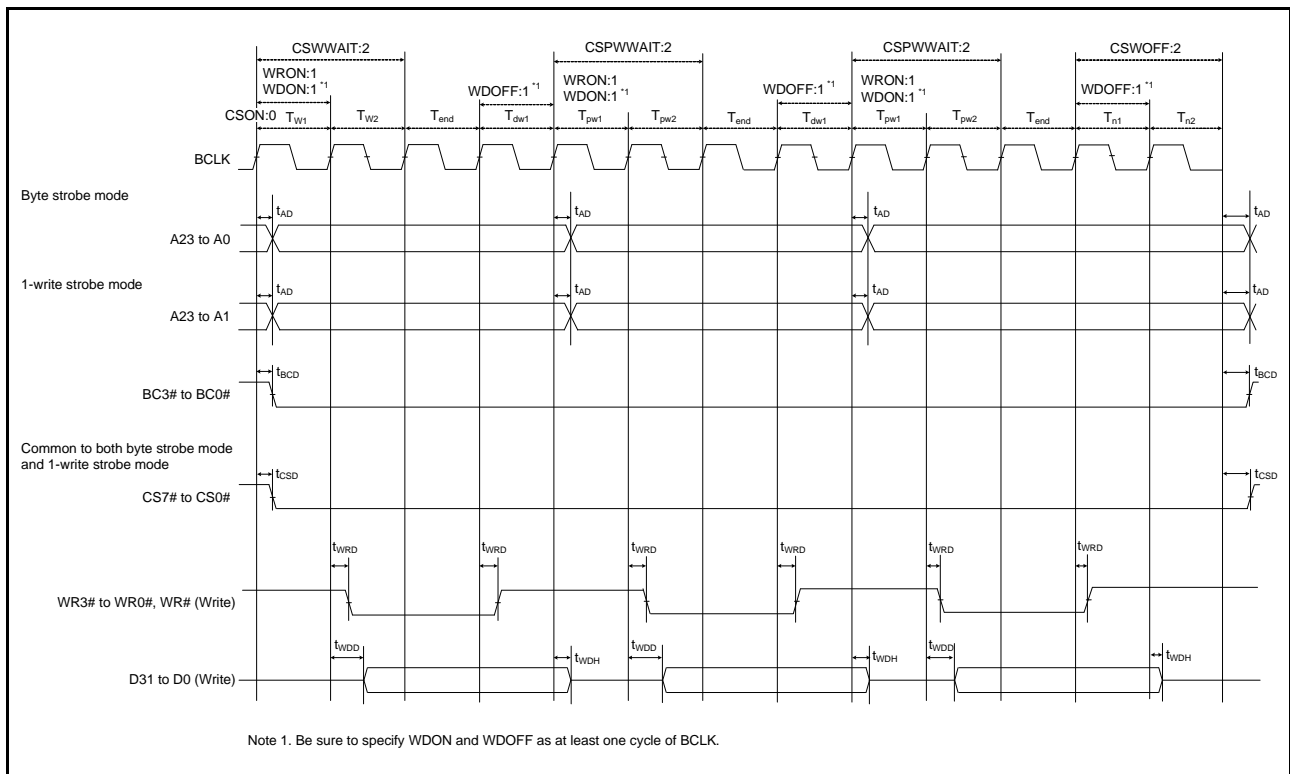 CSWWAIT:2 CSPWWAIT:2 CSPWWAIT:2 CSWOFF:2
WRON:1 WRON:1 WRON:1
WDON:1 *1 WDOFF:1 *1 WDON:1 *1 WDOFF:1 *1 WDON:1 *1 WDOFF:1 *1
CSON:0 TW1 TW2 Tend Tdw1 Tpw1 Tpw2 Tend Tdw1 Tpw1 Tpw2 Tend Tn1 Tn2
BCLK
Byte strobe mode
tAD tAD tAD tAD
A23 to A0
1-write strobe mode
tAD tAD tAD tAD
A23 to A1
tBCD tBCD
BC3# to BC0#
Common to both byte strobe mode
and 1-write strobe mode
tCSD tCSD
CS7# to CS0#
tWRD tWRD tWRD tWRD tWRD tWRD
WR3# to WR0#, WR# (Write)
tWDD tWDH tWDD tWDH tWDD tWDH
D31 to D0 (Write)
Note 1. Be sure to specify WDON and WDOFF as at least one cycle of BCLK.